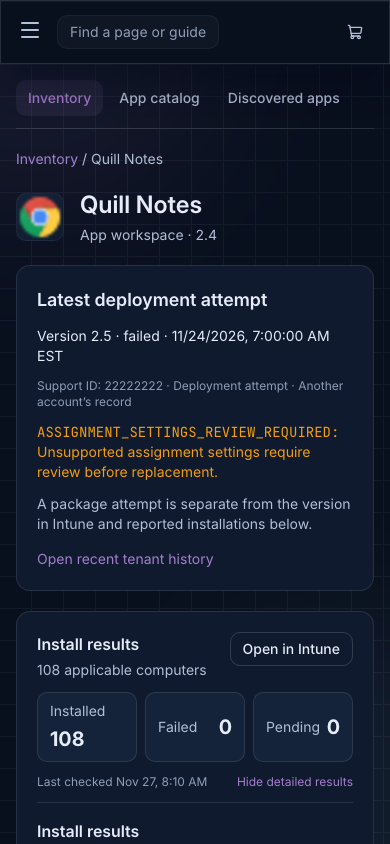 Find a page or guide
Inventory
App catalog
Discovered apps
Inventory / Quill Notes
Quill Notes
App workspace · 2.4
Latest deployment attempt
Version 2.5 · failed · 11/24/2026, 7:00:00 AM
EST
Support ID: 22222222 · Deployment attempt · Another
account’s record
ASSIGNMENT_SETTINGS_REVIEW_REQUIRED:
Unsupported assignment settings require
review before replacement.
A package attempt is separate from the version
in Intune and reported installations below.
Open recent tenant history
Install results
Open in Intune
108 applicable computers
Installed
108
Failed 0
Pending 0
Last checked Nov 27, 8:10 AM
Hide detailed results
Install results